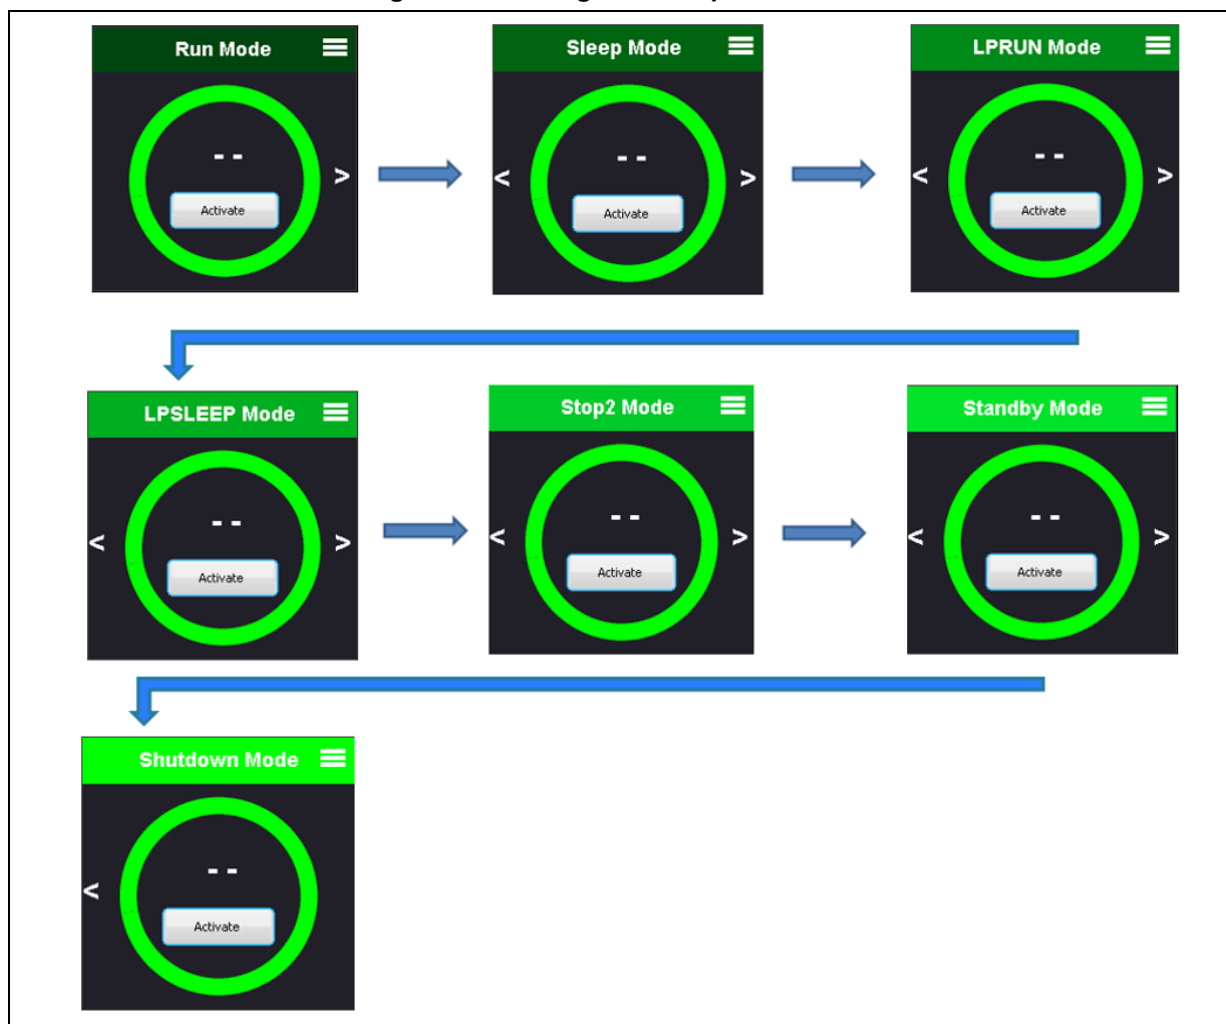 Run Mode
- -
>
Activate
Sleep Mode
<
- -
>
Activate
LPRUN Mode
<
- -
>
Activate
LPSLEEP Mode
<
- -
>
Activate
Stop2 Mode
<
- -
>
Activate
Standby Mode
<
- -
>
Activate
Shutdown Mode
<
- -
Activate